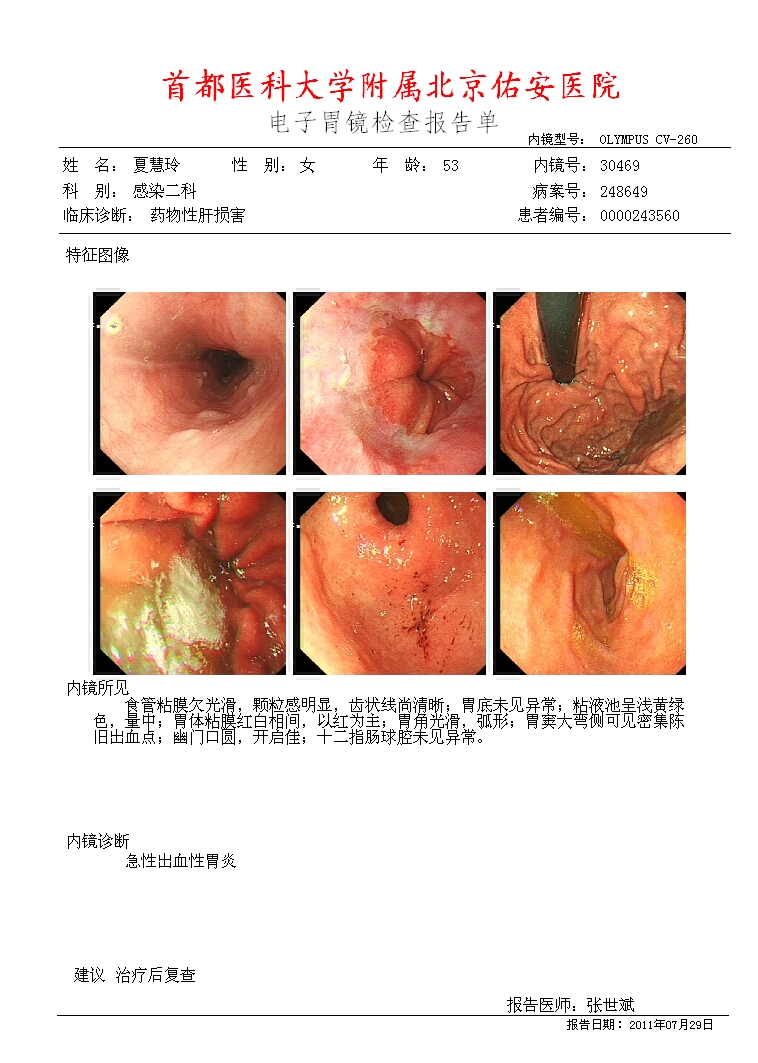 首都医科大学附属北京佑安医院
电子胃镜检查报告单
内镜型号： OLYMPUS CV-260
姓 名： 夏慧玲 性 别： 女 年 龄： 53 内镜号： 30469
科 别： 感染二科 病案号： 248649
临床诊断： 药物性肝损害 患者编号： 0000243560
特征图像
内镜所见
食管粘膜欠光滑，颗粒感明显，齿状线尚清晰；胃底未见异常；粘液池呈浅黄绿
色，量中；胃体粘膜红白相间，以红为主；胃角光滑，弧形；胃窦大弯侧可见密集陈
旧出血点；幽门口圆，开启佳；十二指肠球腔未见异常。
内镜诊断
急性出血性胃炎
建议 治疗后复查
报告医师： 张世斌
报告日期： 2011年07月29日